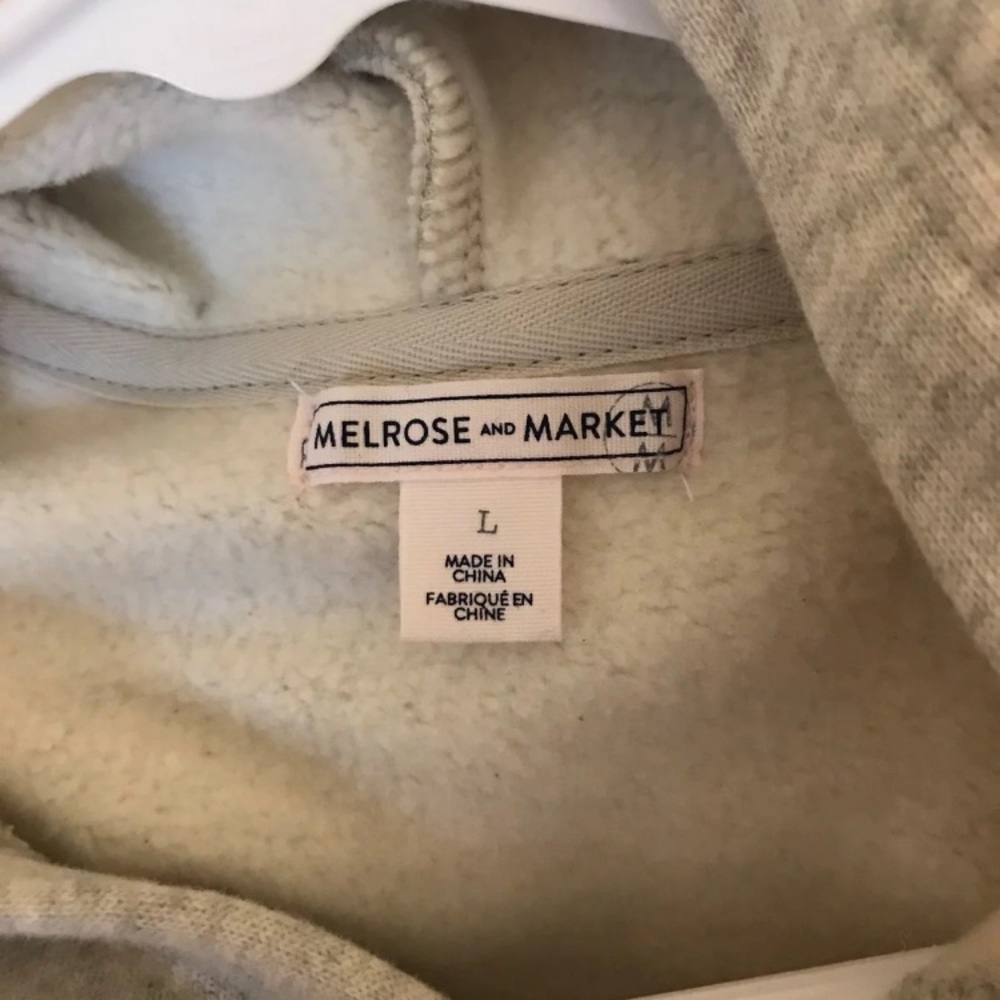 MELROSE AND MARKET
M
M
L
MADE IN
CHINA
FABRIQUÉ EN
CHINE